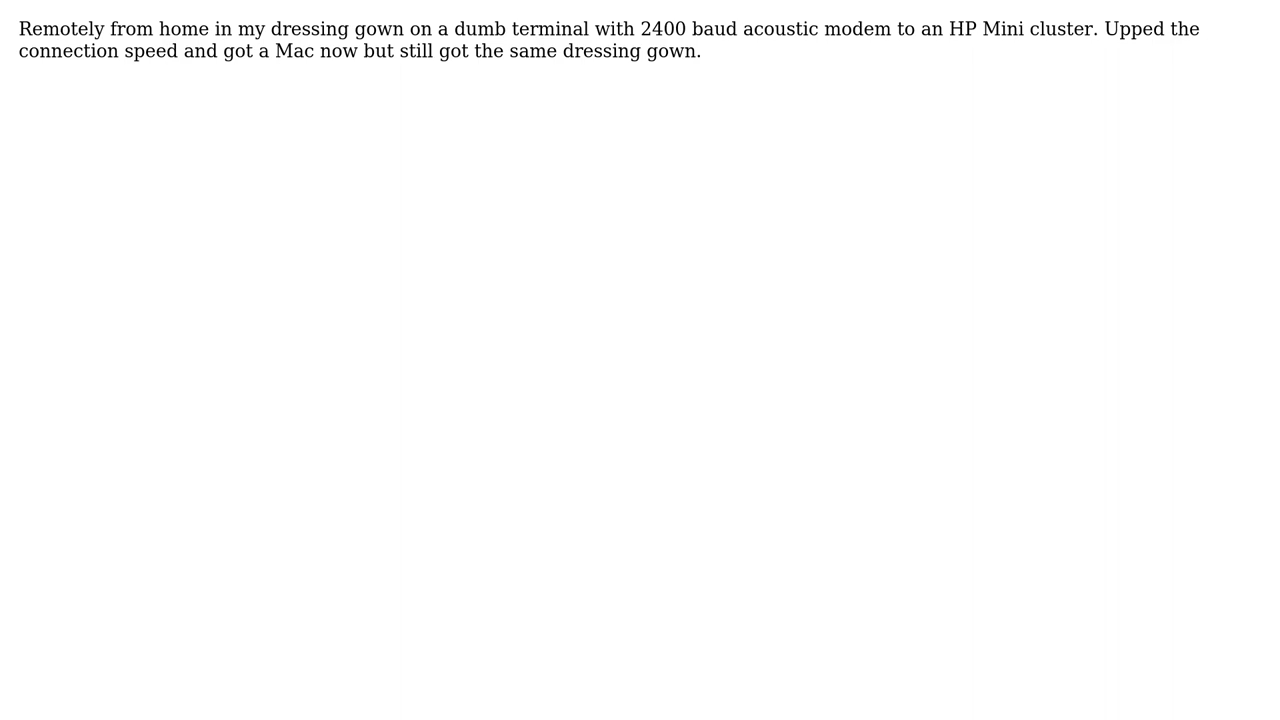 Remotely from home in my dressing gown on a dumb terminal with 2400 baud acoustic modem to an HP Mini cluster. Upped the
connection speed and got a Mac now but still got the same dressing gown.